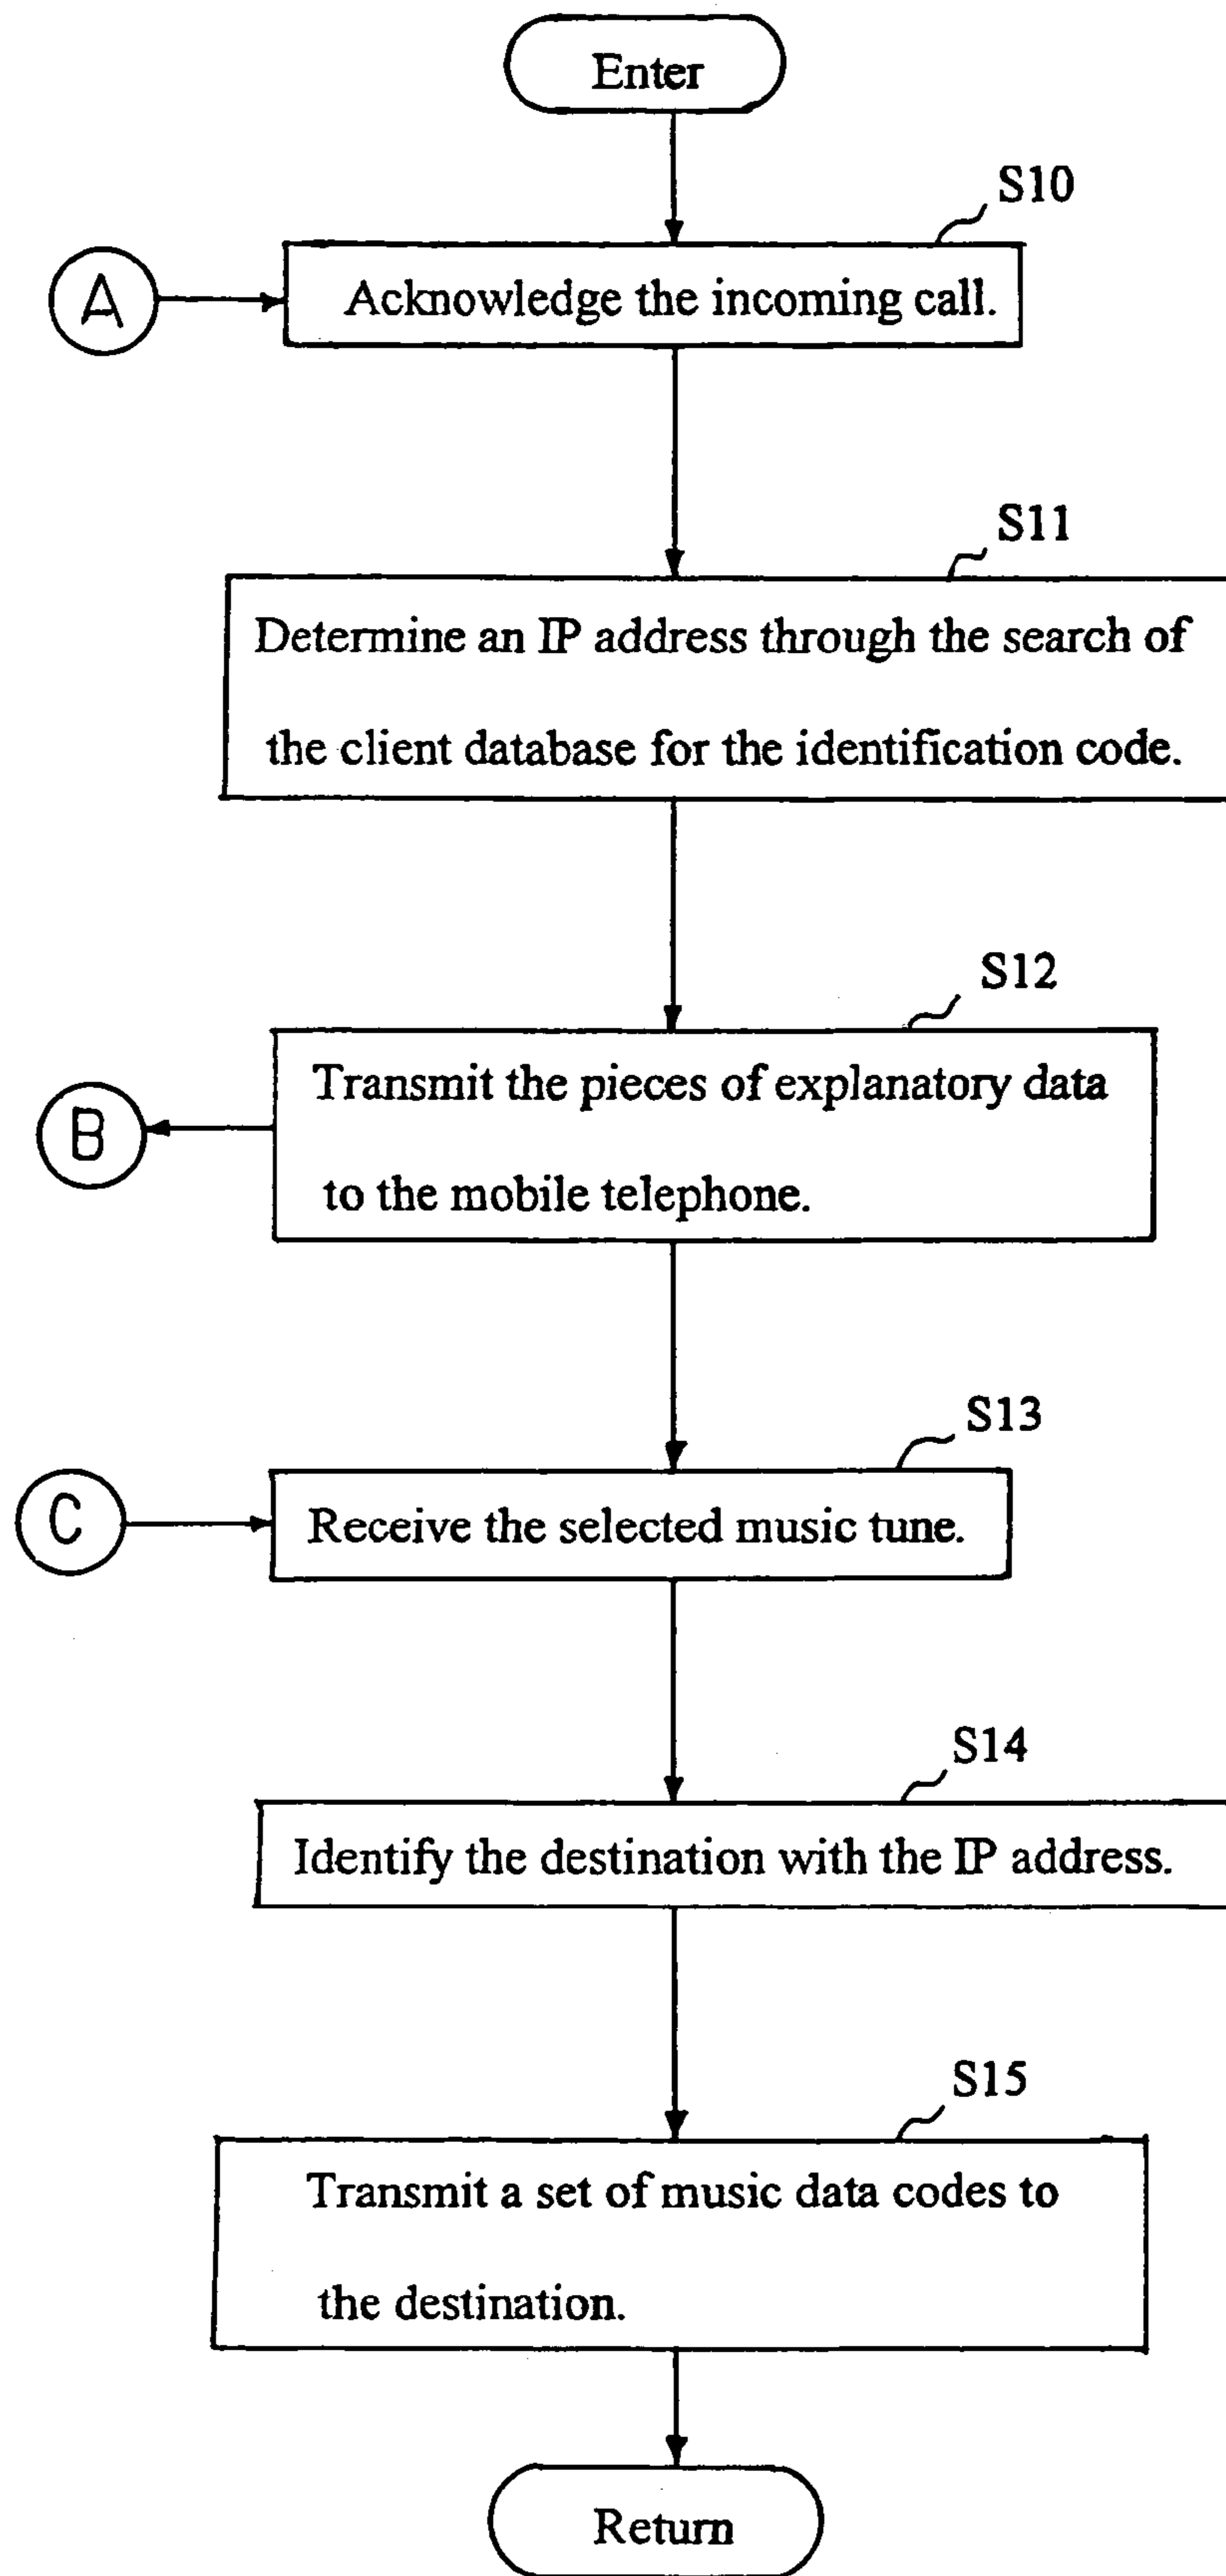 Enter
S10
A
Acknowledge the incoming call.
S11
Determine an IP address through the search of
the client database for the identification code.
S12
Transmit the pieces of explanatory data
B
to the mobile telephone.
S13
C
Receive the selected music tune.
S14
Identify the destination with the IP address.
S15
Transmit a set of music data codes to
the destination.
Return